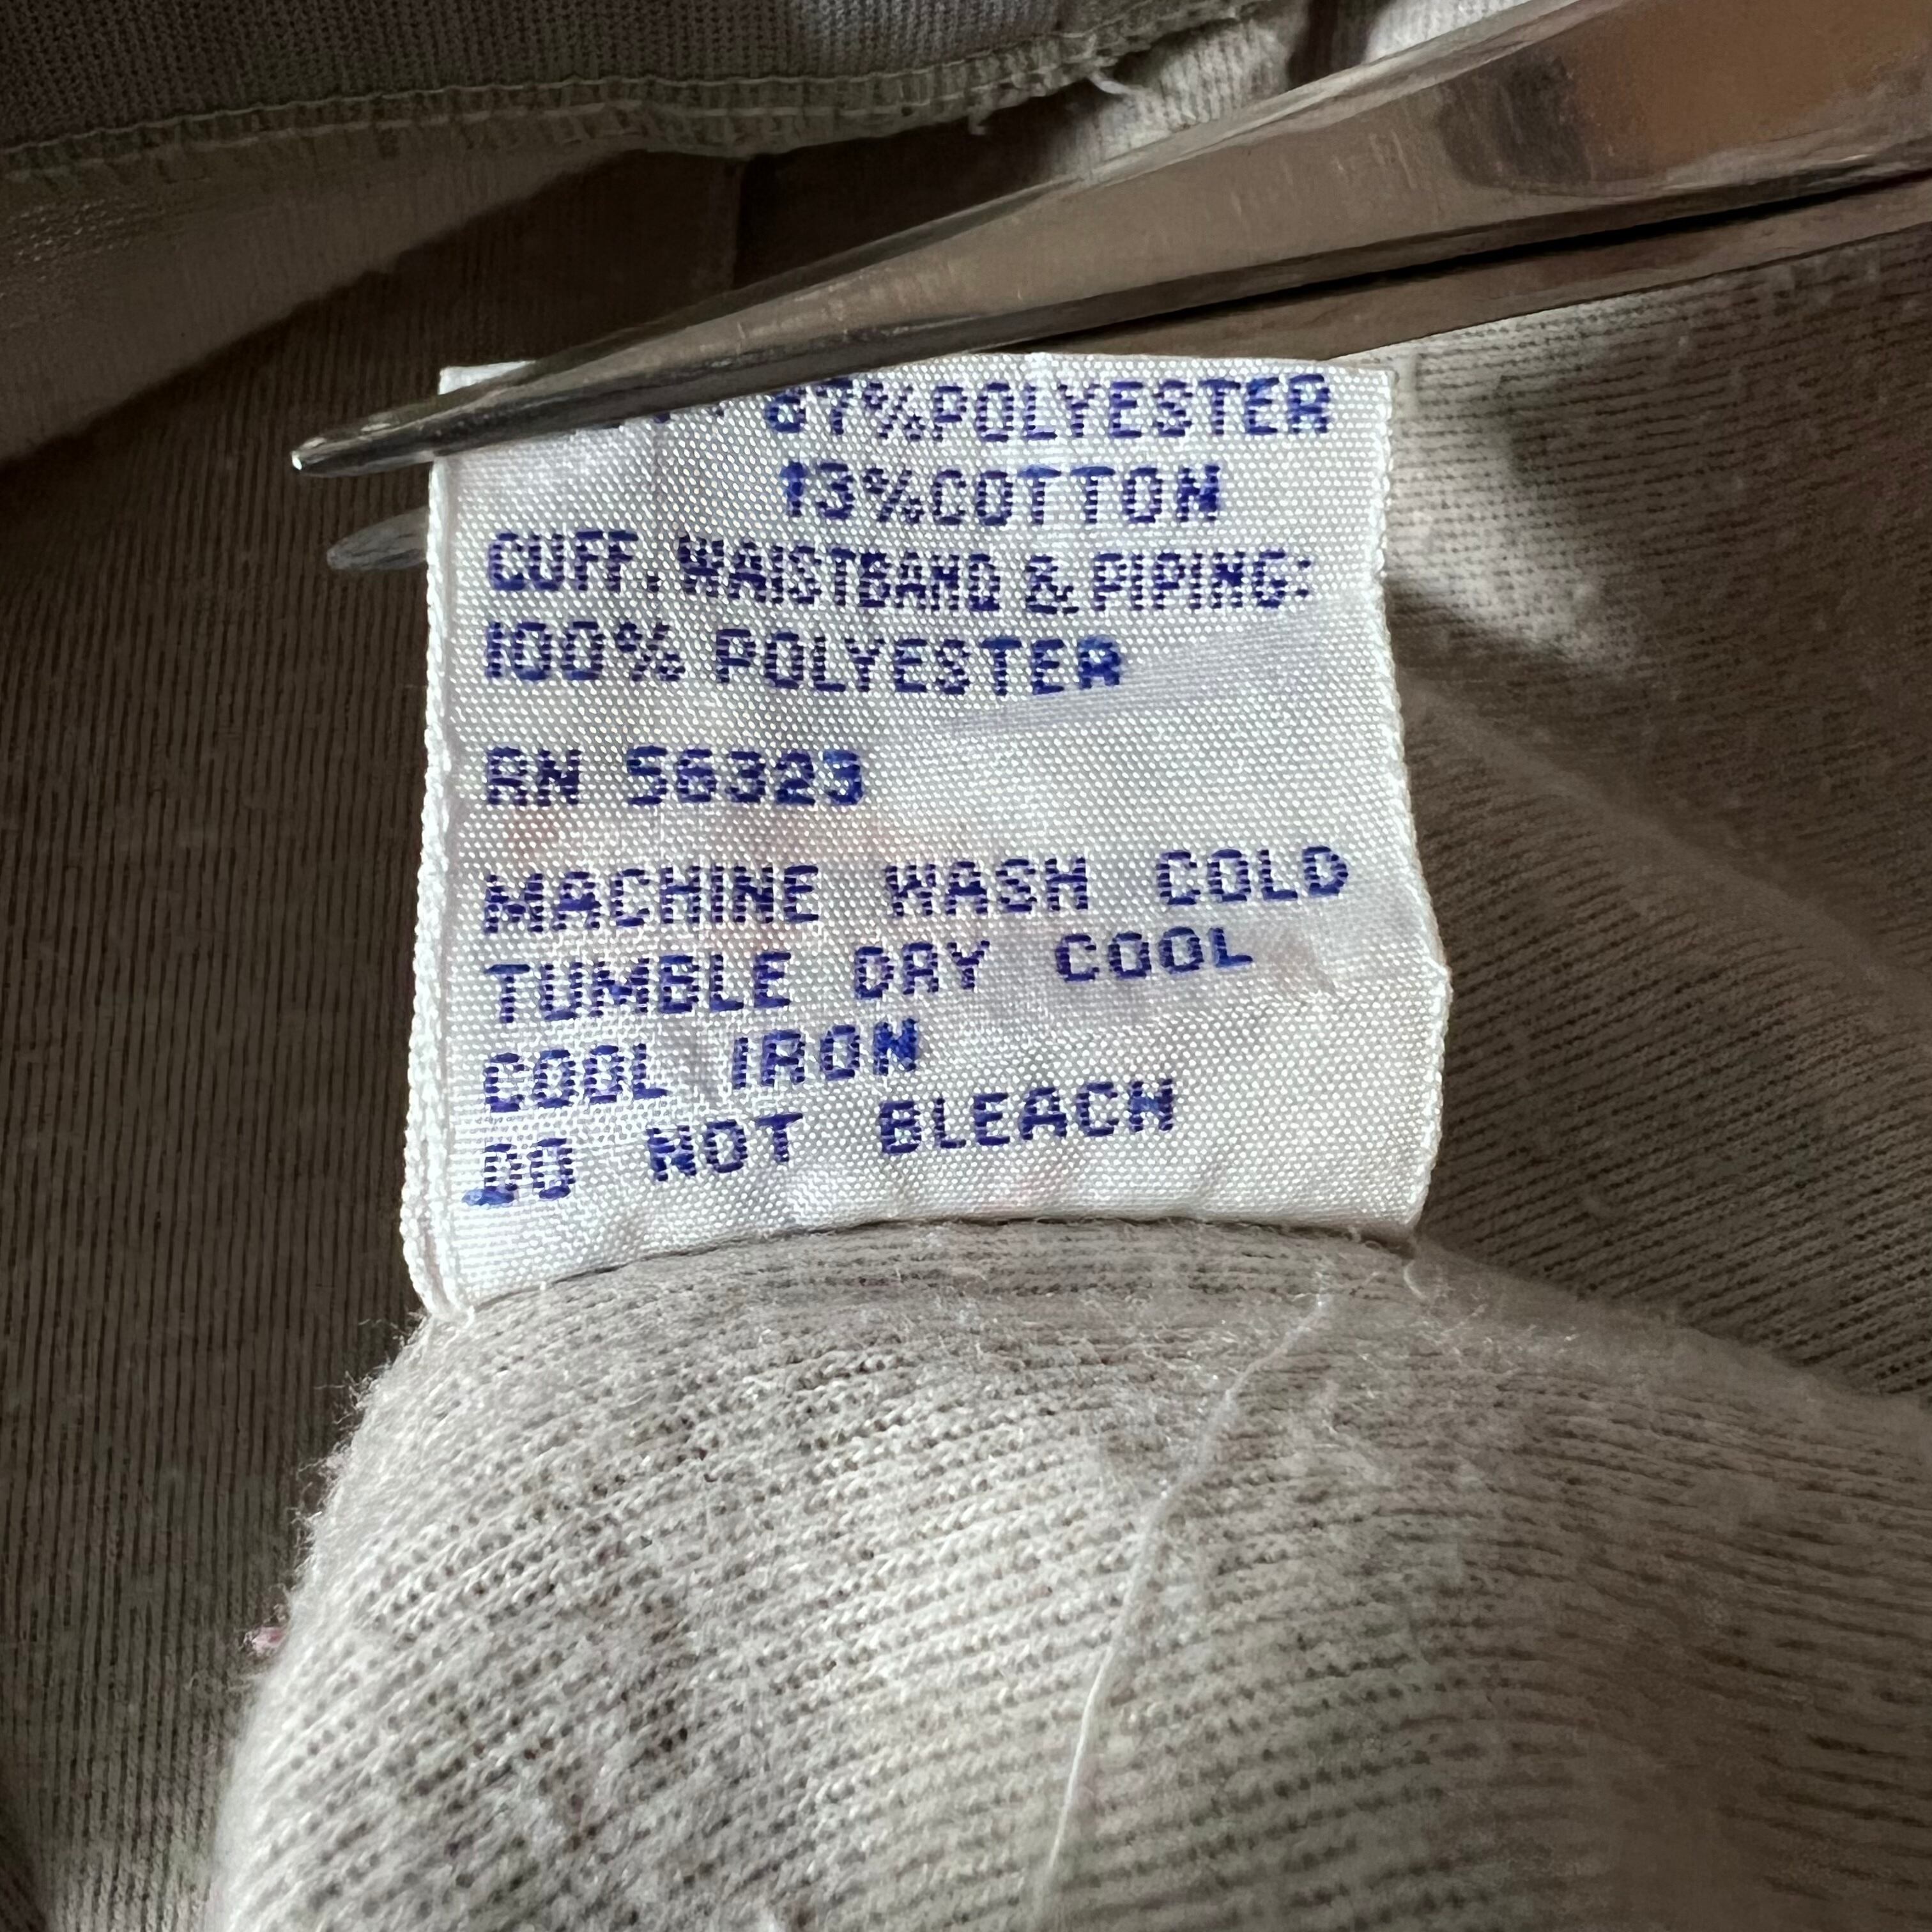 87%POLYESTER
13%COTTON
CUFF, WAISTBAND & PIPING:
100% POLYESTER
RN 56323
MACHINE WASH COLD
TUMBLE DRY COOL
COOL IRON
DO NOT BLEACH